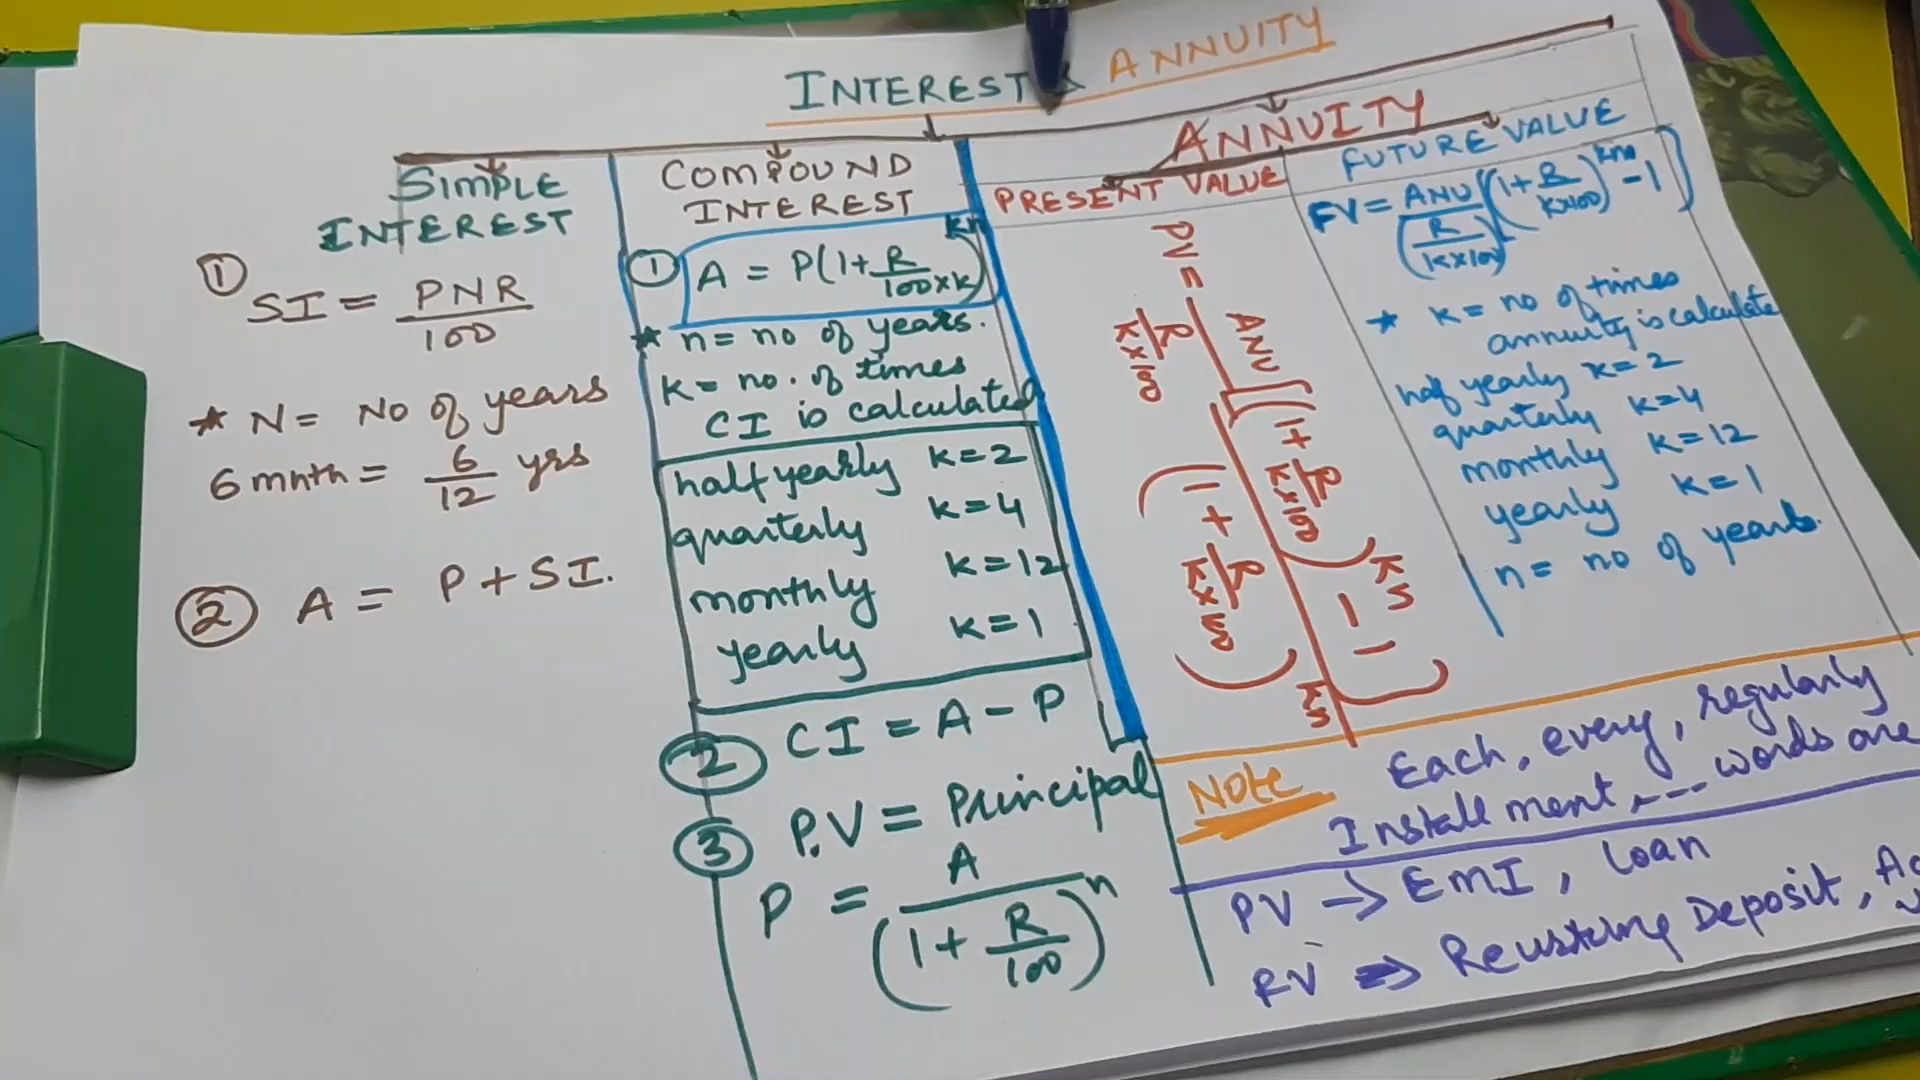 INTEREST & ANNUITY
SIMPLE
INTEREST
① SI = PNR/100
* N = No of years
6 mnth = 6/12 yrs
② A = P + SI.
COMPOUND
INTEREST
① A = P(1+R/100×k)^kn
* n = no of years.
k = no. of times
CI is calculated
half yearly k=2
quarterly k=4
monthly k=12
yearly k=1
② CI = A - P
③ P.V = Principal
P = A/(1+R/100)^n
ANNUITY
PRESENT VALUE
PV = ANU/(R/K×100) ((1+R/K×100)^Kn - 1)/(1+R/K×100)^Kn
FUTURE VALUE
FV = ANU/(R/K×100) ((1+R/K×100)^kn - 1)
* k = no of times
annuity is calculate
half yearly k=2
quarterly k=4
monthly k=12
yearly k=1
n = no of years.
Note
Each, every, regularly
Installment, --- words are
PV → EMI, loan
Deposit,